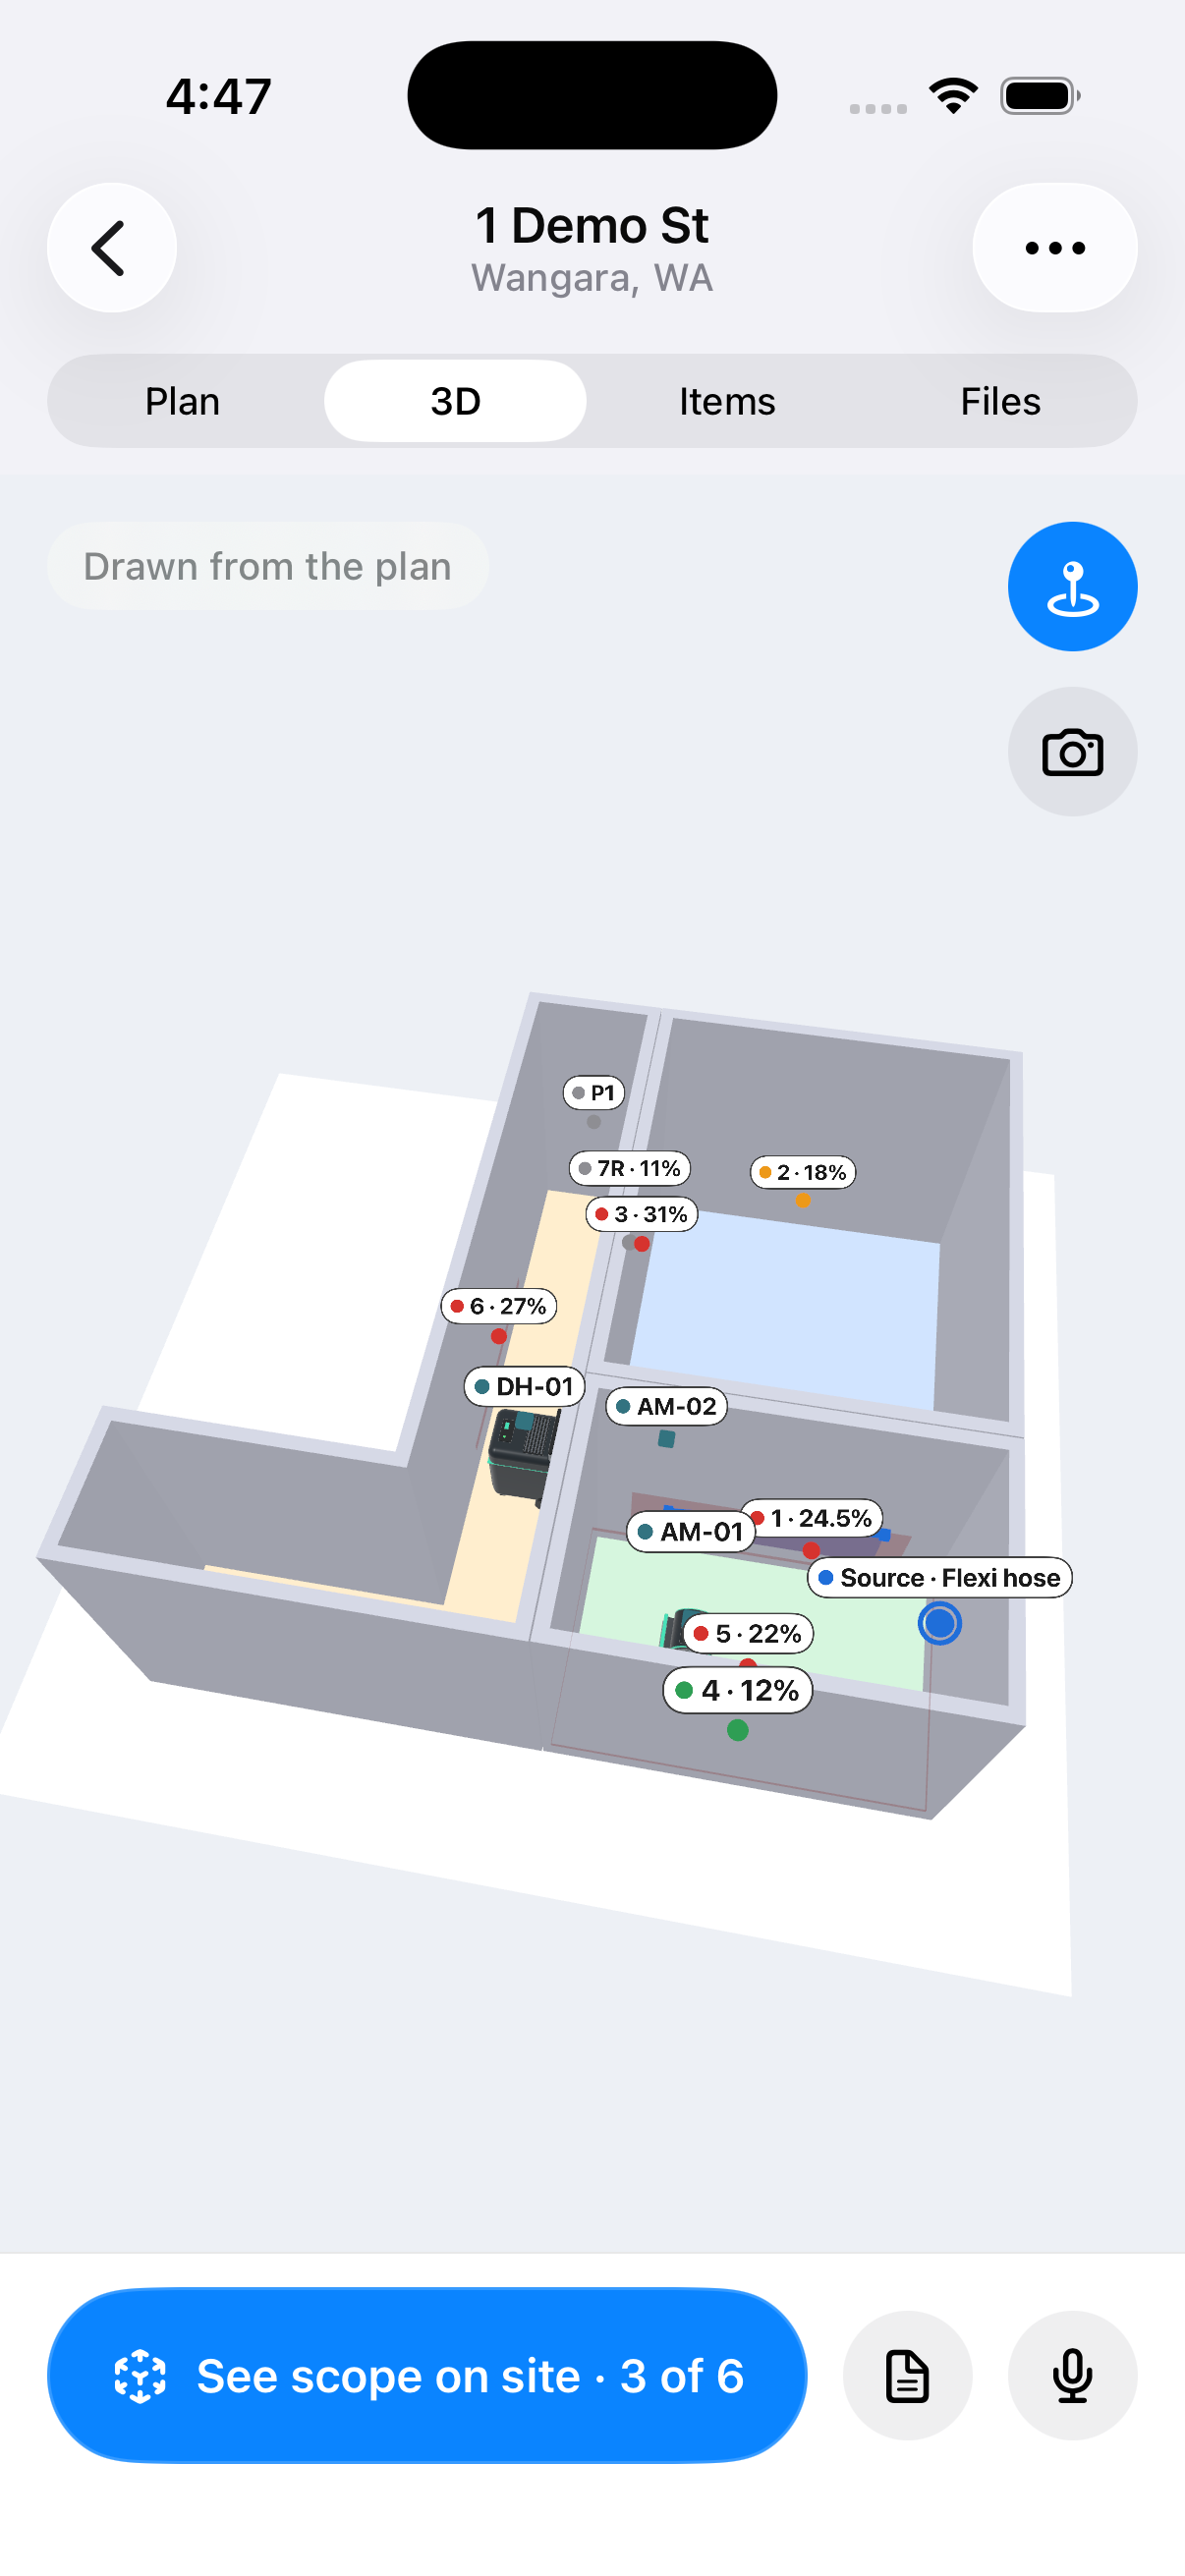 4:47
1 Demo St
Wangara, WA
Plan
3D
Items
Files
Drawn from the plan
P1
7R · 11%
2 · 18%
3 · 31%
6 · 27%
DH-01
AM-02
1 · 24.5%
AM-01
Source · Flexi hose
5 · 22%
4 · 12%
See scope on site · 3 of 6